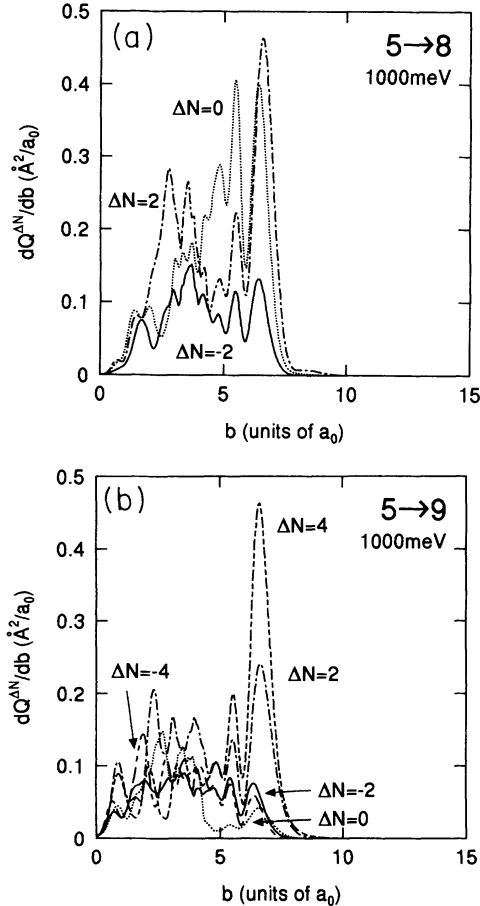 (a)
5→8
1000meV
0.5
0.4
0.3
0.2
0.1
0
dQ^ΔN/db (Å²/a₀)
ΔN=0
ΔN=2
ΔN=-2
0
5
10
15
b (units of a₀)
(b)
5→9
1000meV
0.5
0.4
0.3
0.2
0.1
0
dQ^ΔN/db (Å²/a₀)
ΔN=4
ΔN=-4
ΔN=2
ΔN=-2
ΔN=0
0
5
10
15
b (units of a₀)